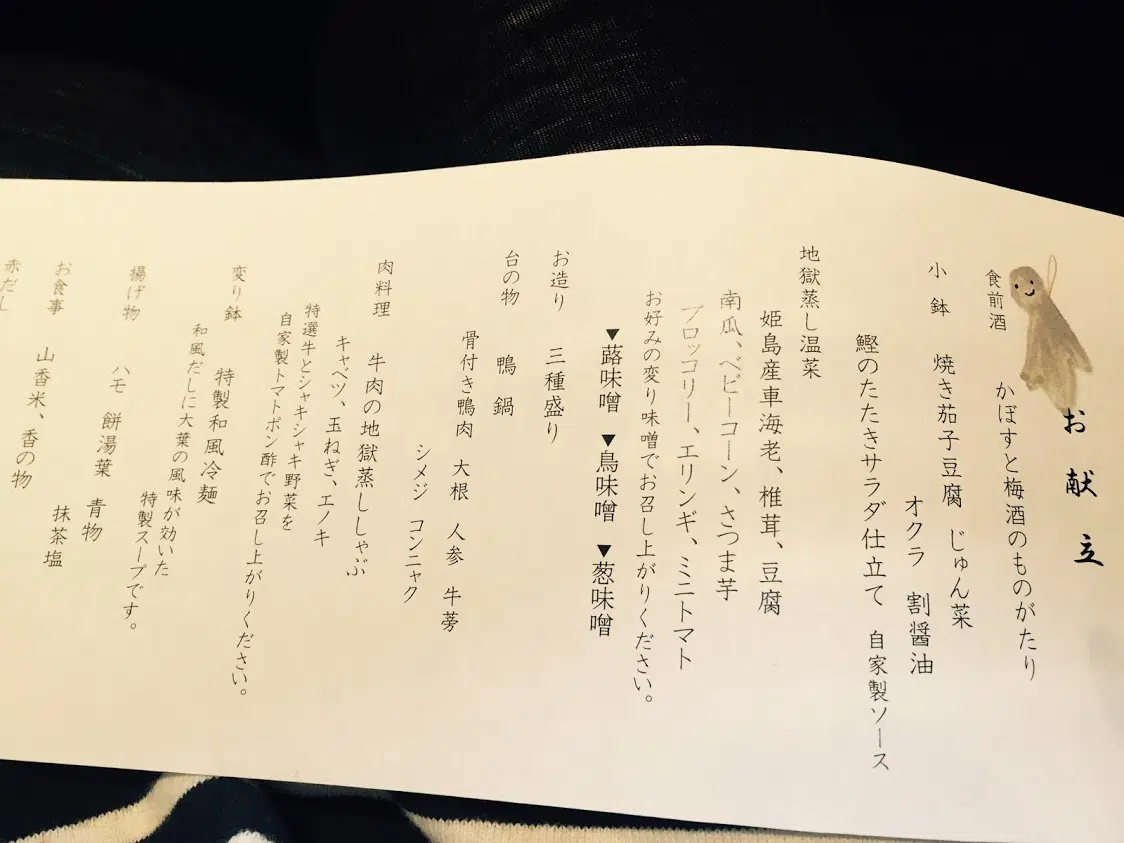 お献立
食前酒 かぼすと梅酒のものがたり
小鉢 焼き茄子豆腐 じゅん菜
オクラ 割醤油
鰹のたたきサラダ仕立て 自家製ソース
地獄蒸し温菜
姫島産車海老、椎茸、豆腐
南瓜、ベビーコーン、さつま芋
ブロッコリー、エリンギ、ミニトマト
お好みの変り味噌でお召し上がりください。
▼蕗味噌 ▼鳥味噌 ▼葱味噌
お造り 三種盛り
台の物 鴨鍋
骨付き鴨肉 大根 人参 牛蒡
シメジ コンニャク
肉料理 牛肉の地獄蒸ししゃぶ
キャベツ、玉ねぎ、エノキ
特選牛とシャキシャキ野菜を
自家製トマトポン酢でお召し上がりください。
変り鉢 特製和風冷麺
和風だしに大葉の風味が効いた
特製スープです。
揚げ物 ハモ 餅湯葉 青物
抹茶塩
お食事 山香米、香の物
赤だし